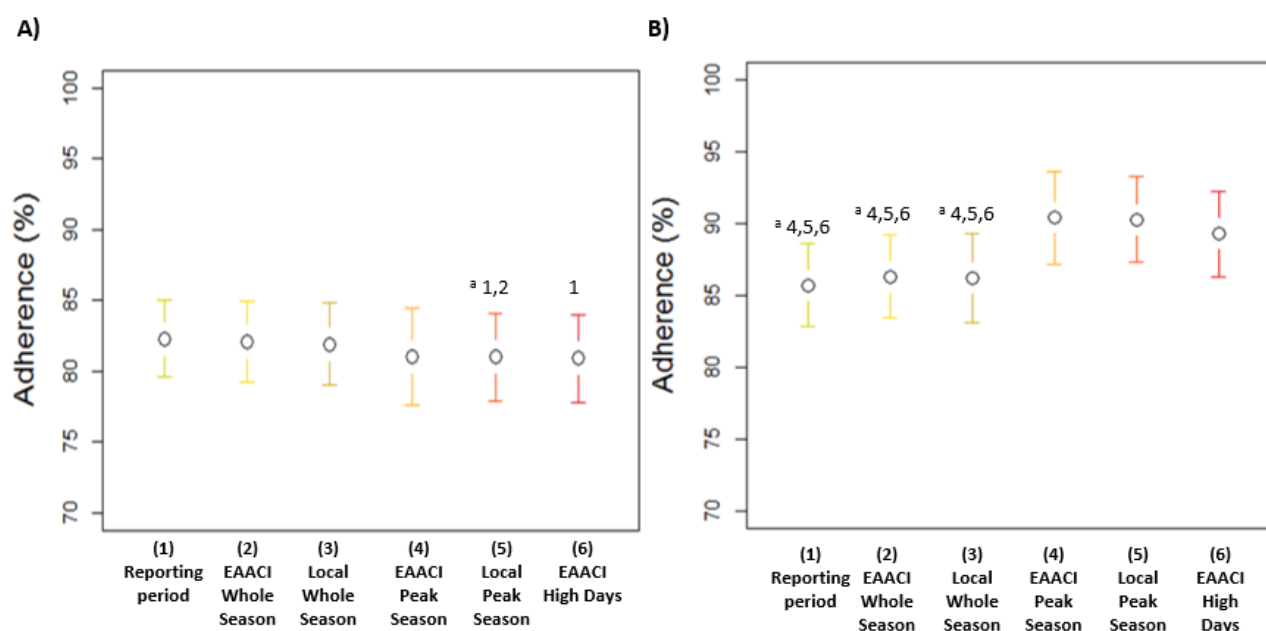 A)
Adherence (%)
100
95
90
85
80
75
70
ᵃ 1,2
1
(1)
Reporting
period
(2)
EAACI
Whole
Season
(3)
Local
Whole
Season
(4)
EAACI
Peak
Season
(5)
Local
Peak
Season
(6)
EAACI
High Days
B)
Adherence (%)
100
95
90
85
80
75
70
ᵃ 4,5,6
ᵃ 4,5,6
ᵃ 4,5,6
(1)
Reporting
period
(2)
EAACI
Whole
Season
(3)
Local
Whole
Season
(4)
EAACI
Peak
Season
(5)
Local
Peak
Season
(6)
EAACI
High
Days